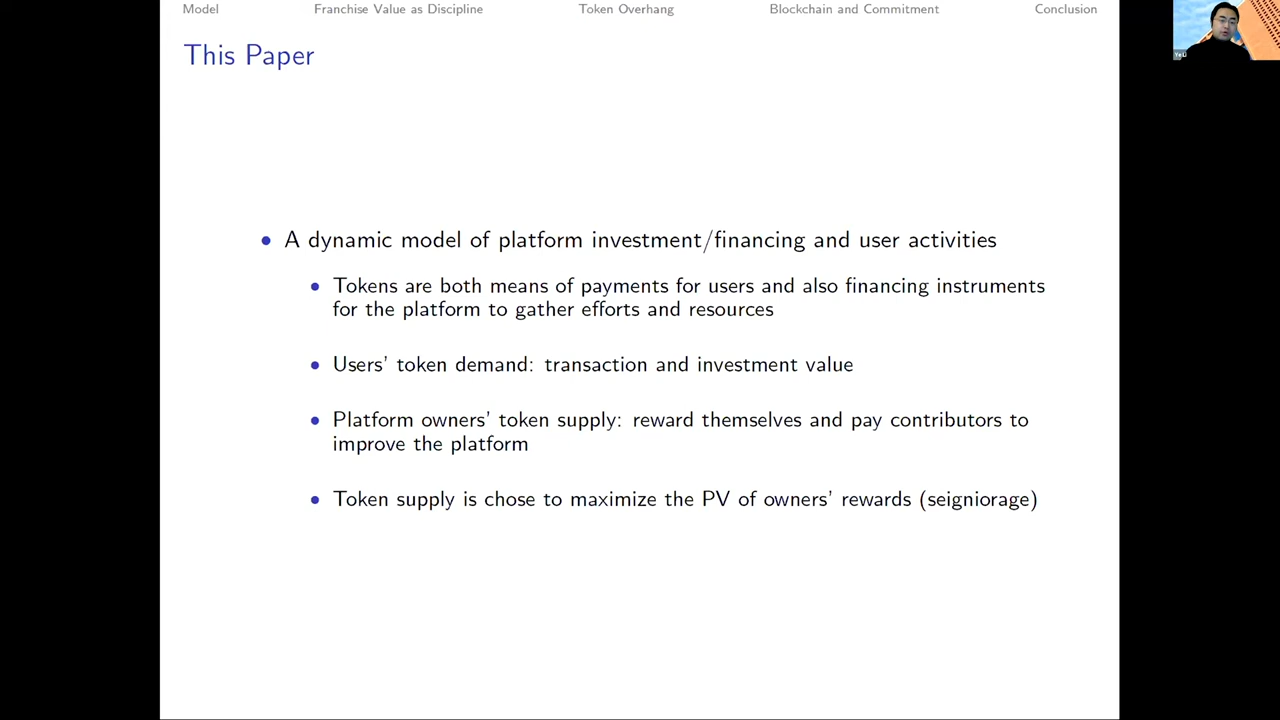 Model Franchise Value as Discipline Token Overhang Blockchain and Commitment Conclusion
This Paper
• A dynamic model of platform investment/financing and user activities
• Tokens are both means of payments for users and also financing instruments
for the platform to gather efforts and resources
• Users' token demand: transaction and investment value
• Platform owners' token supply: reward themselves and pay contributors to
improve the platform
• Token supply is chose to maximize the PV of owners' rewards (seigniorage)